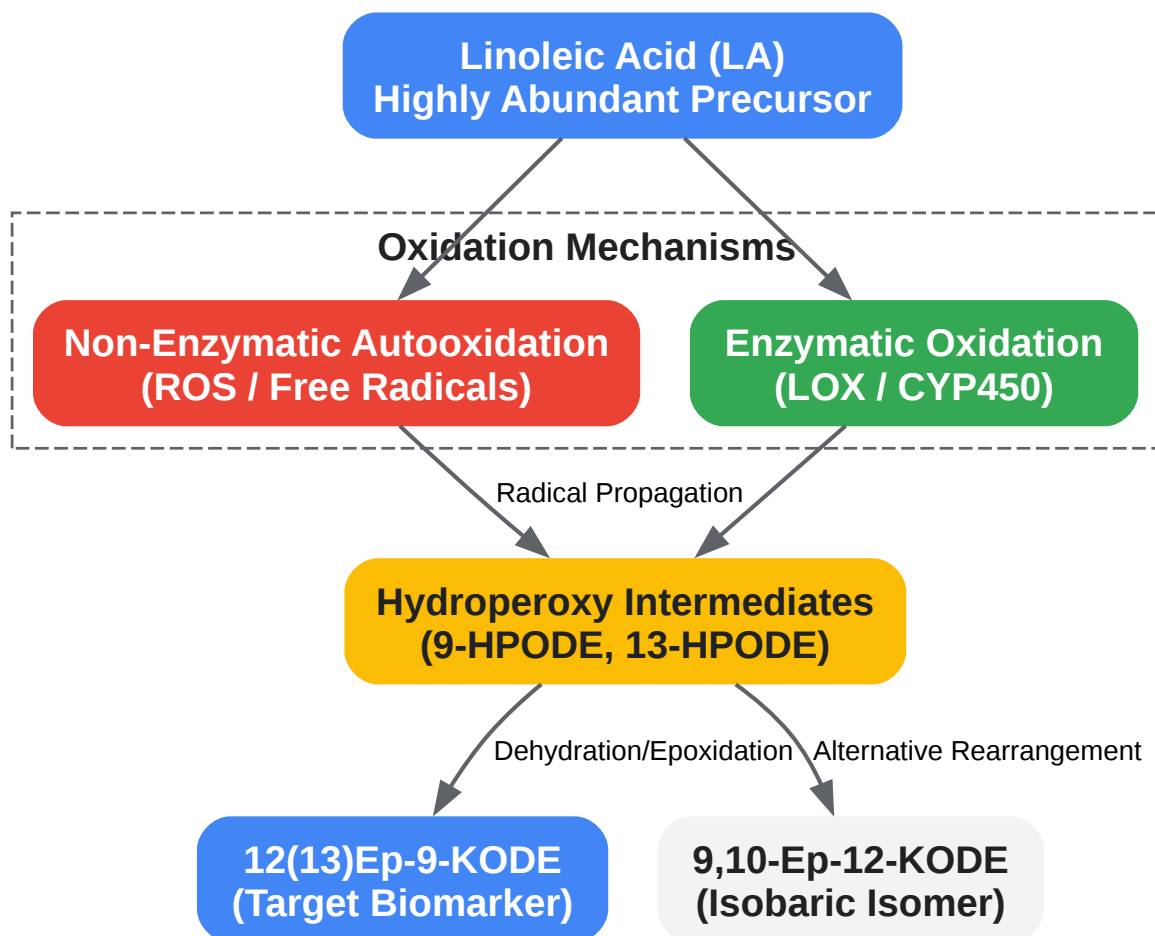 Linoleic Acid (LA)
Highly Abundant Precursor
Oxidation Mechanisms
Non-Enzymatic Autooxidation
(ROS / Free Radicals)
Enzymatic Oxidation
(LOX / CYP450)
Radical Propagation
Hydroperoxy Intermediates
(9-HPODE, 13-HPODE)
Dehydration/Epoxidation
Alternative Rearrangement
12(13)Ep-9-KODE
(Target Biomarker)
9,10-Ep-12-KODE
(Isobaric Isomer)